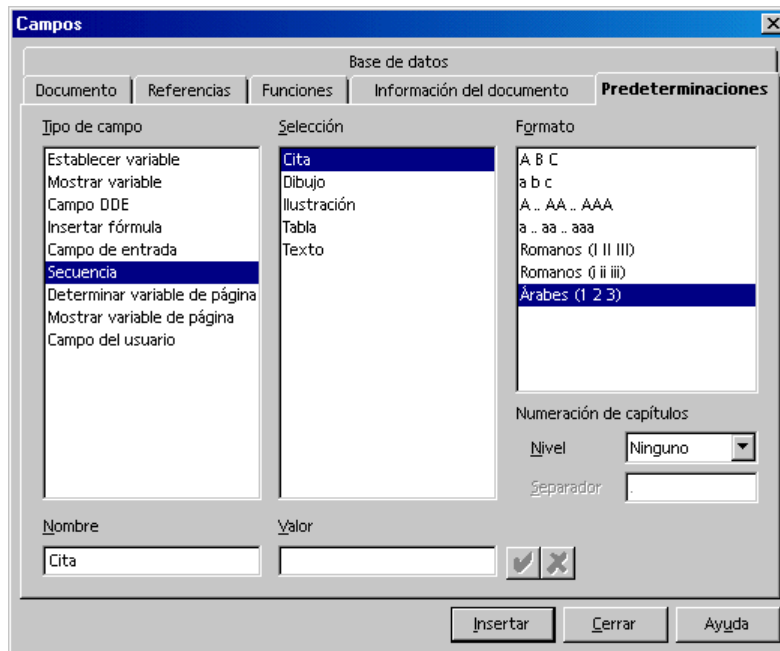 Campos
Base de datos
Documento Referencias Funciones Información del documento Predeterminaciones
Tipo de campo
Establecer variable
Mostrar variable
Campo DDE
Insertar fórmula
Campo de entrada
Secuencia
Determinar variable de página
Mostrar variable de página
Campo del usuario
Selección
Cita
Dibujo
Ilustración
Tabla
Texto
Formato
A B C
a b c
A .. AA .. AAA
a .. aa .. aaa
Romanos (I II III)
Romanos (i ii iii)
Árabes (1 2 3)
Numeración de capítulos
Nivel Ninguno
Separador .
Nombre
Cita
Valor
Insertar Cerrar Ayuda